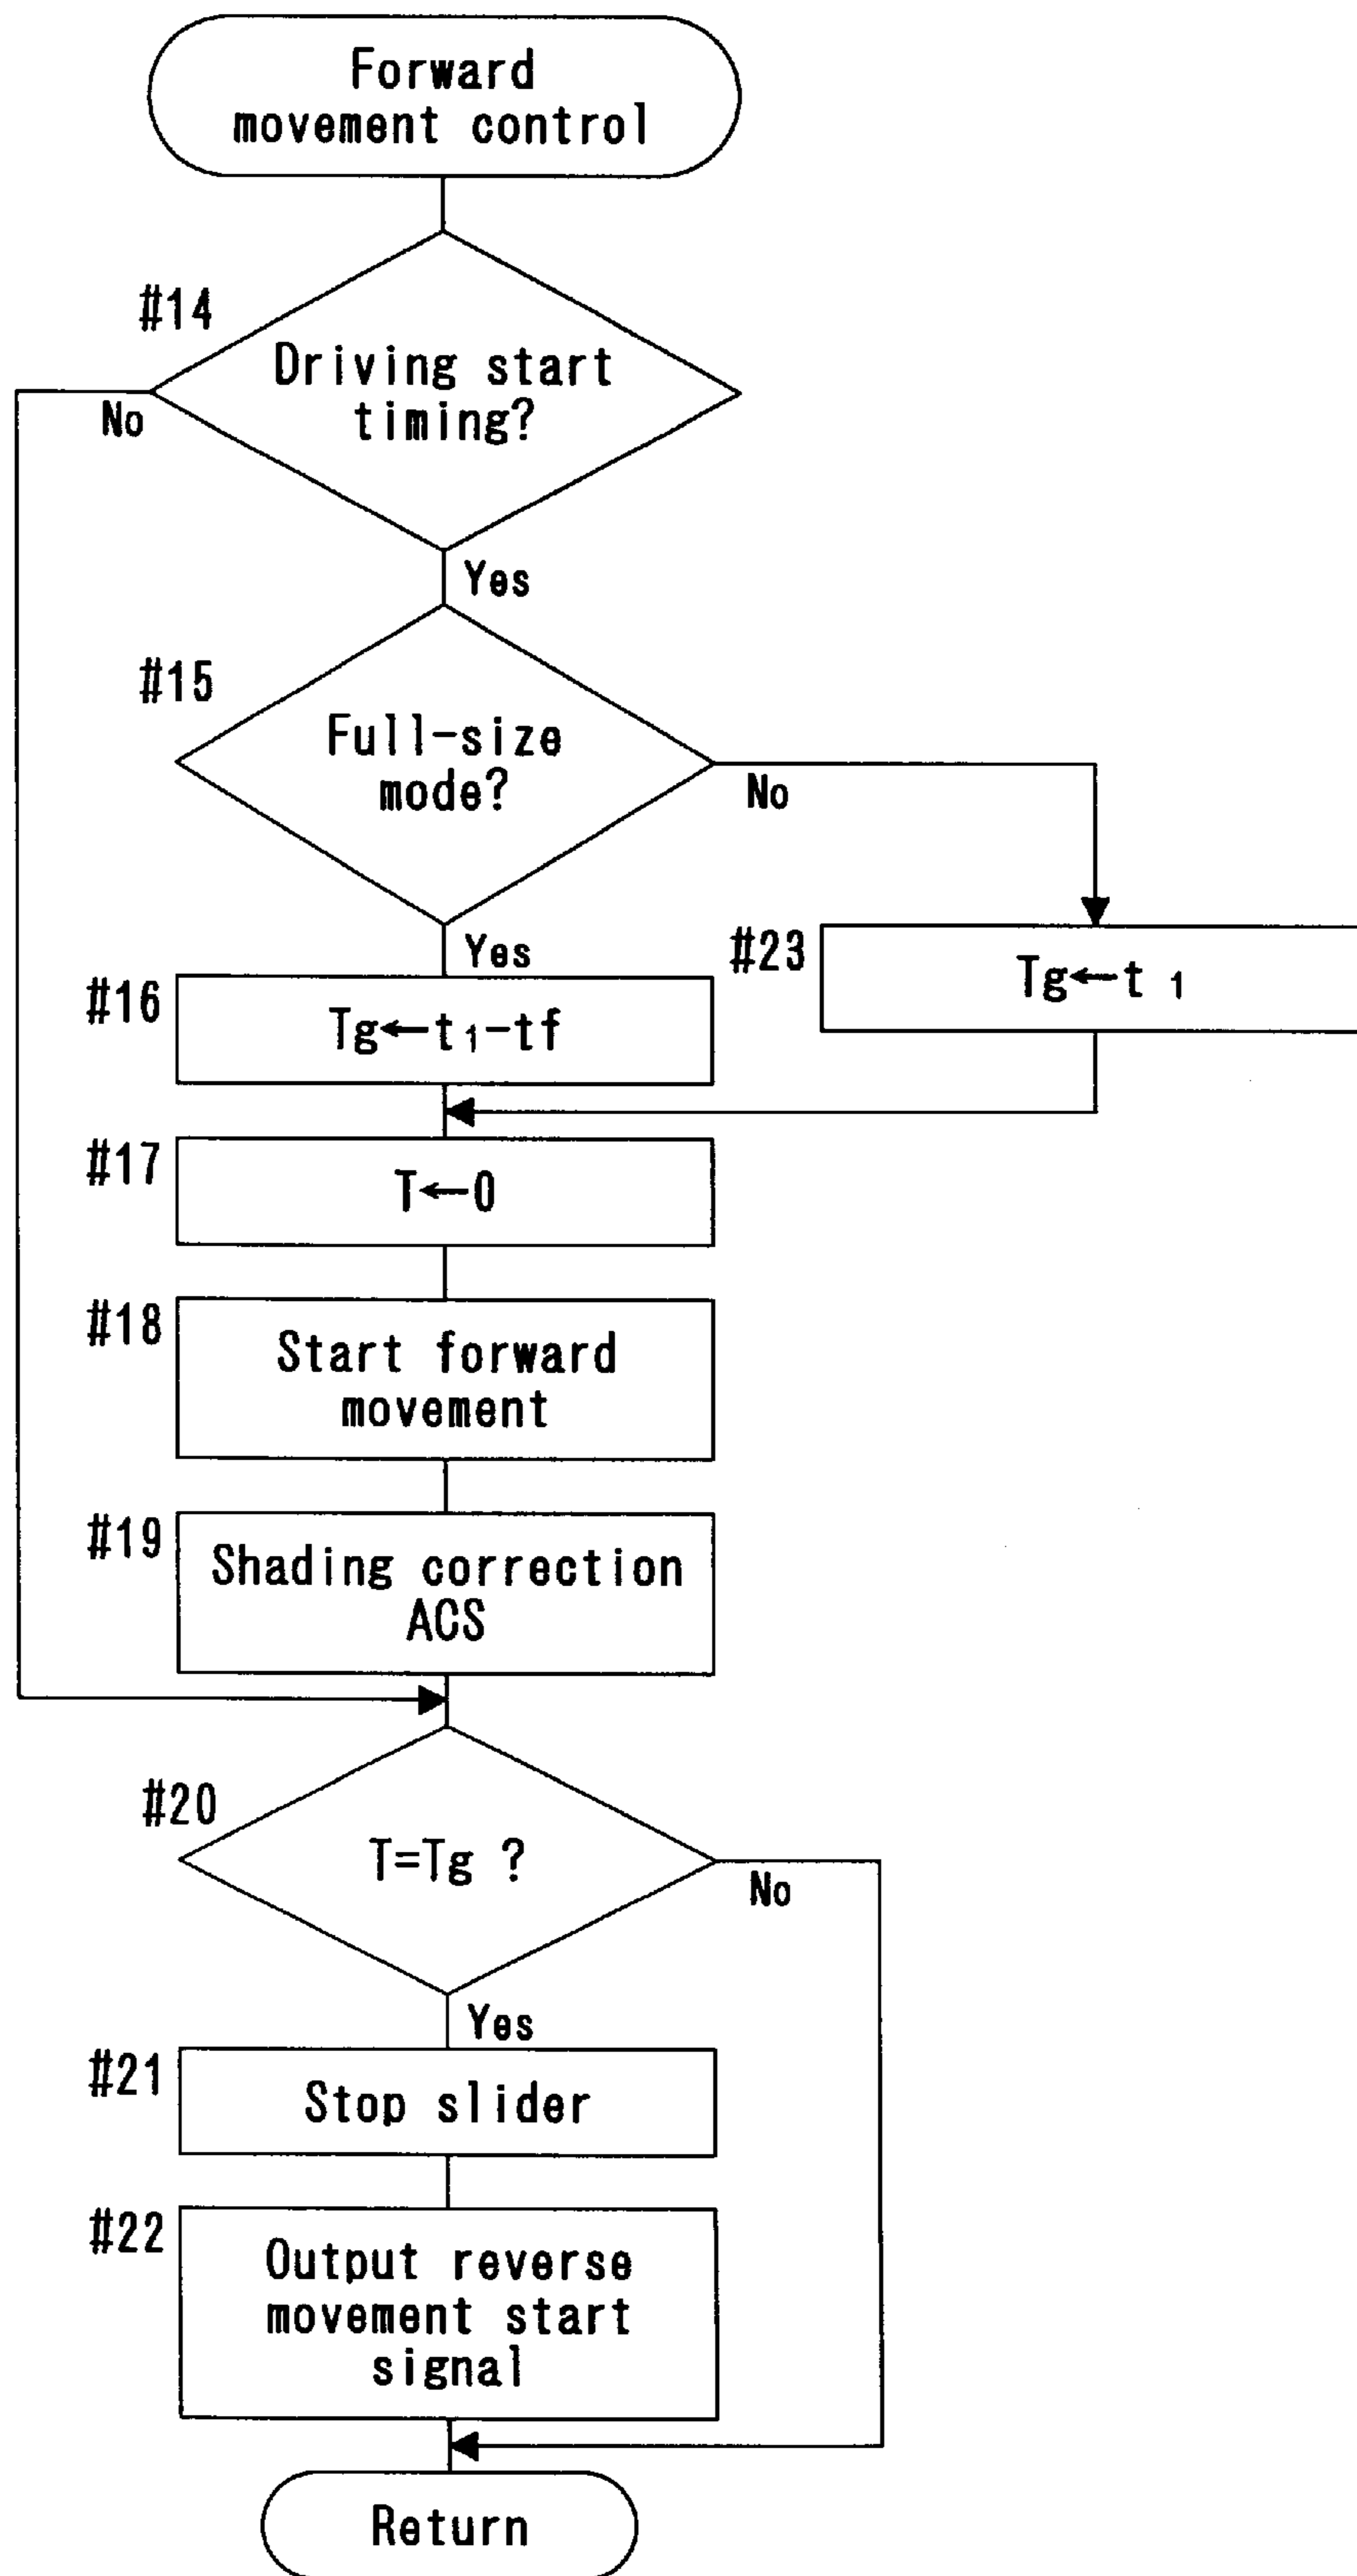 Forward
movement control
#14
Driving start
timing?
No
Yes
#15
Full-size
mode?
No
Yes
#23
Tg←t 1
#16
Tg←t1-tf
#17
T←0
#18
Start forward
movement
#19
Shading correction
ACS
#20
T=Tg ?
No
Yes
#21
Stop slider
#22
Output reverse
movement start
signal
Return